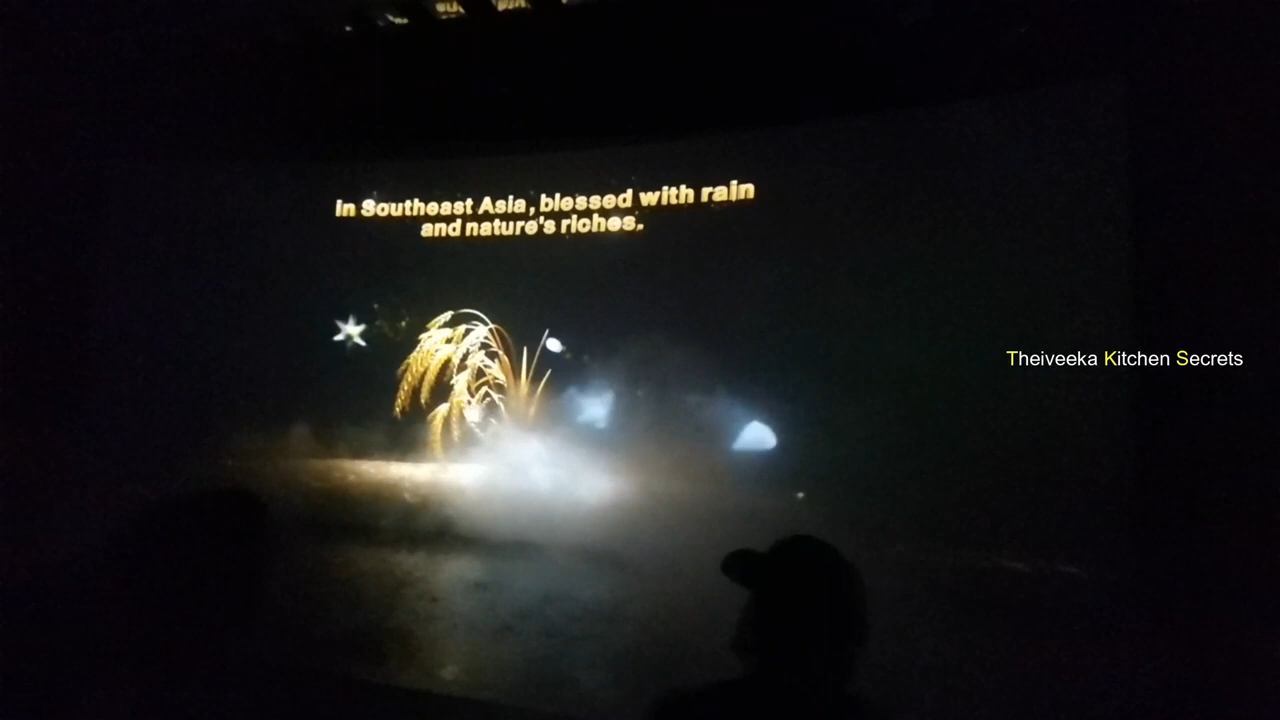 in Southeast Asia, blessed with rain
and nature's riches.
Theiveeka Kitchen Secrets